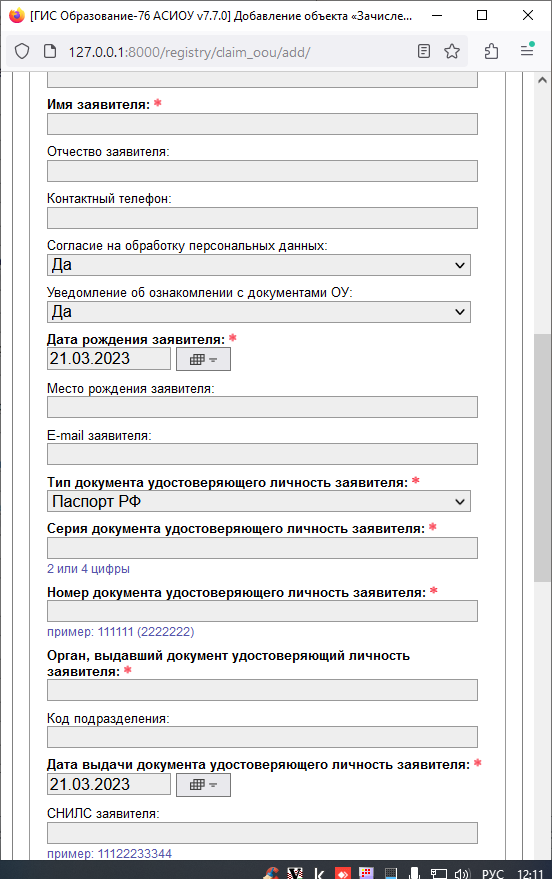 [ГИС Образование-76 АСИОУ v7.7.0] Добавление объекта «Зачисле...
127.0.0.1:8000/registry/claim_oou/add/
Имя заявителя: *
Отчество заявителя:
Контактный телефон:
Согласие на обработку персональных данных:
Да
Уведомление об ознакомлении с документами ОУ:
Да
Дата рождения заявителя: *
21.03.2023
Место рождения заявителя:
E-mail заявителя:
Тип документа удостоверяющего личность заявителя: *
Паспорт РФ
Серия документа удостоверяющего личность заявителя: *
2 или 4 цифры
Номер документа удостоверяющего личность заявителя: *
пример: 111111 (2222222)
Орган, выдавший документ удостоверяющий личность
заявителя: *
Код подразделения:
Дата выдачи документа удостоверяющего личность заявителя: *
21.03.2023
СНИЛС заявителя:
пример: 11122233344
РУС 12:11